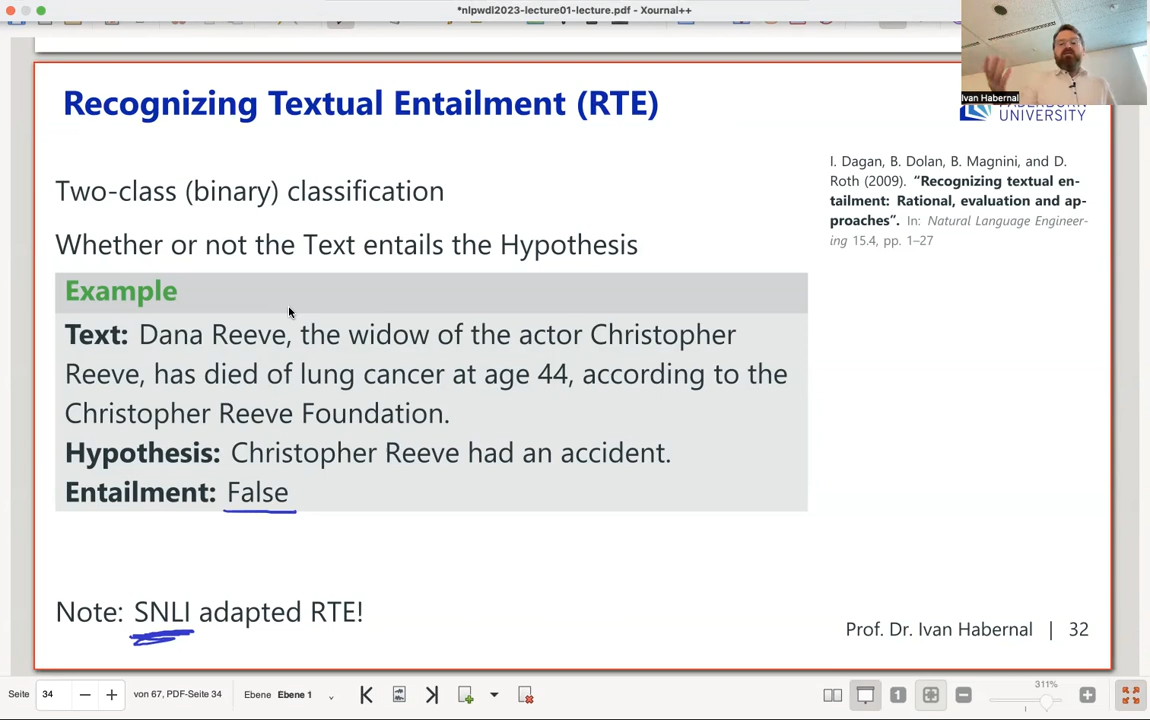 *nlpwdl2023-lecture01-lecture.pdf - Xournal++
Ivan Habernal
UNIVERSITY
Recognizing Textual Entailment (RTE)
Two-class (binary) classification
Whether or not the Text entails the Hypothesis
Example
Text: Dana Reeve, the widow of the actor Christopher
Reeve, has died of lung cancer at age 44, according to the
Christopher Reeve Foundation.
Hypothesis: Christopher Reeve had an accident.
Entailment: False
I. Dagan, B. Dolan, B. Magnini, and D.
Roth (2009). “Recognizing textual en-
tailment: Rational, evaluation and ap-
proaches”. In: Natural Language Engineer-
ing 15.4, pp. 1–27
Note: SNLI adapted RTE!
Prof. Dr. Ivan Habernal | 32
Seite 34 von 67, PDF-Seite 34 Ebene Ebene 1 1 311%